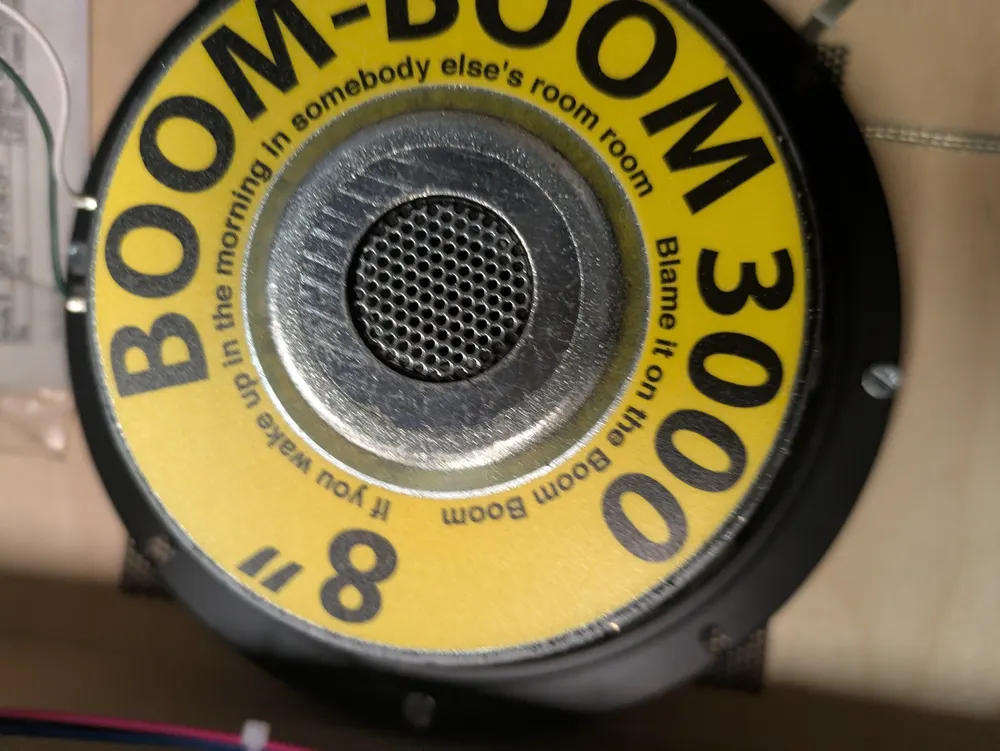 BOOM-BOOM 3000
8"
If you wake up in the morning in somebody else's room room
Blame it on the Boom Boom